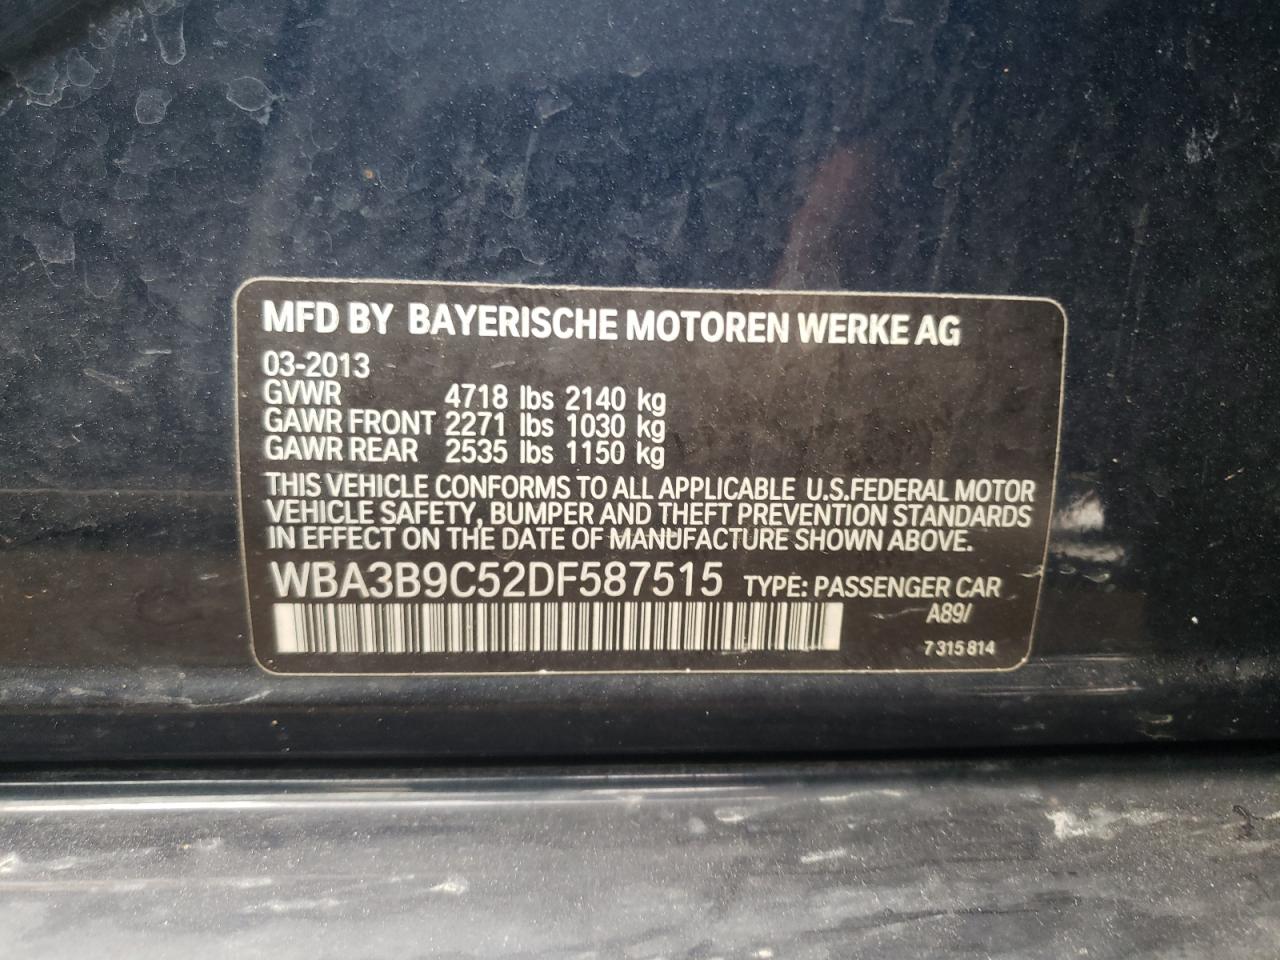 MFD BY BAYERISCHE MOTOREN WERKE AG
03-2013
GVWR 4718 lbs 2140 kg
GAWR FRONT 2271 lbs 1030 kg
GAWR REAR 2535 lbs 1150 kg
THIS VEHICLE CONFORMS TO ALL APPLICABLE U.S.FEDERAL MOTOR
VEHICLE SAFETY, BUMPER AND THEFT PREVENTION STANDARDS
IN EFFECT ON THE DATE OF MANUFACTURE SHOWN ABOVE.
WBA3B9C52DF587515 TYPE: PASSENGER CAR
A89/
7 315 814